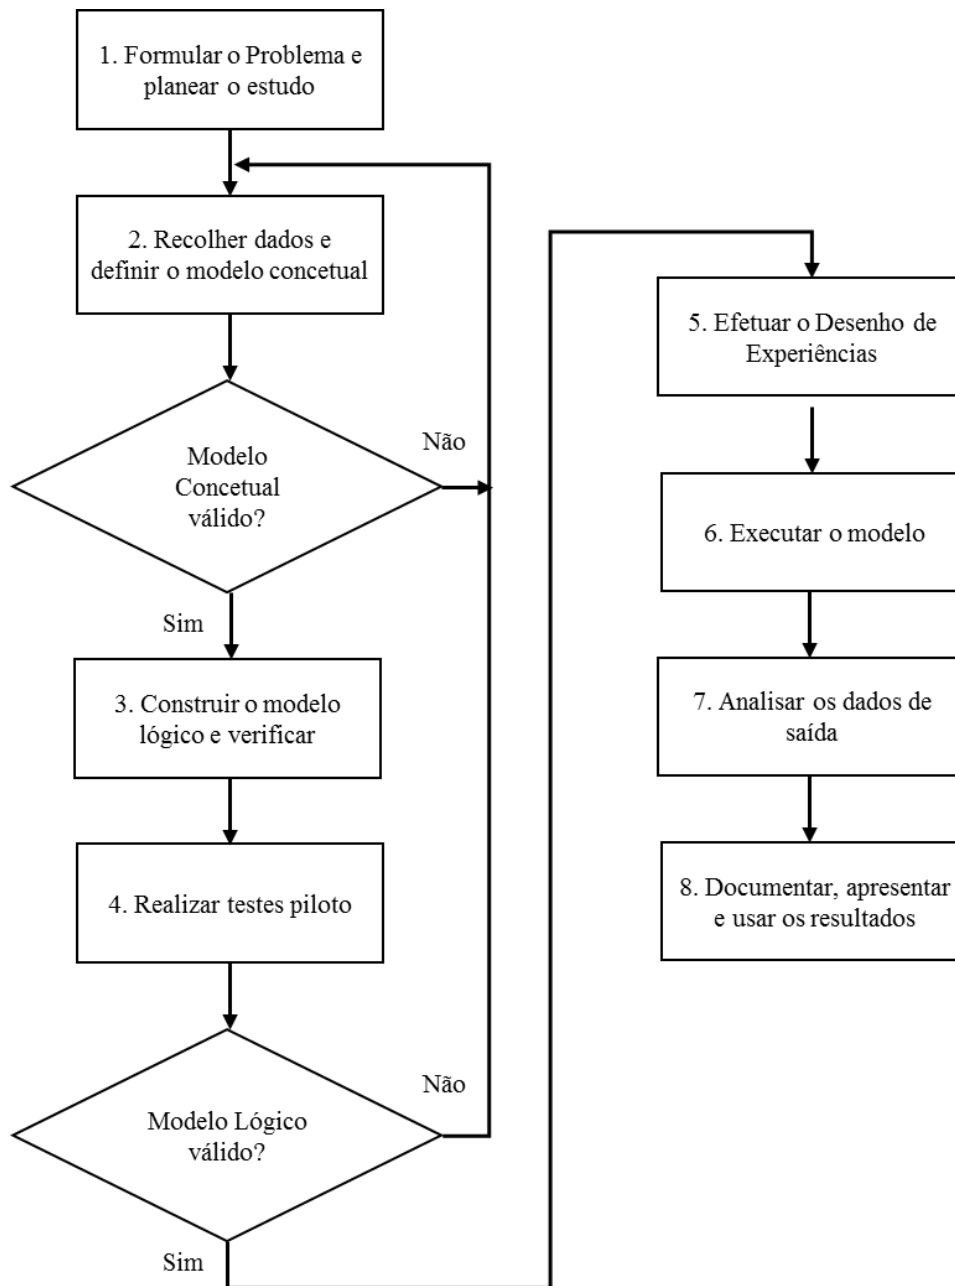 1. Formular o Problema e
planear o estudo
2. Recolher dados e
definir o modelo concetual
Modelo
Concetual
válido?
Não
Sim
3. Construir o modelo
lógico e verificar
4. Realizar testes piloto
Modelo Lógico
válido?
Não
Sim
5. Efetuar o Desenho de
Experiências
6. Executar o modelo
7. Analisar os dados de
saída
8. Documentar, apresentar
e usar os resultados